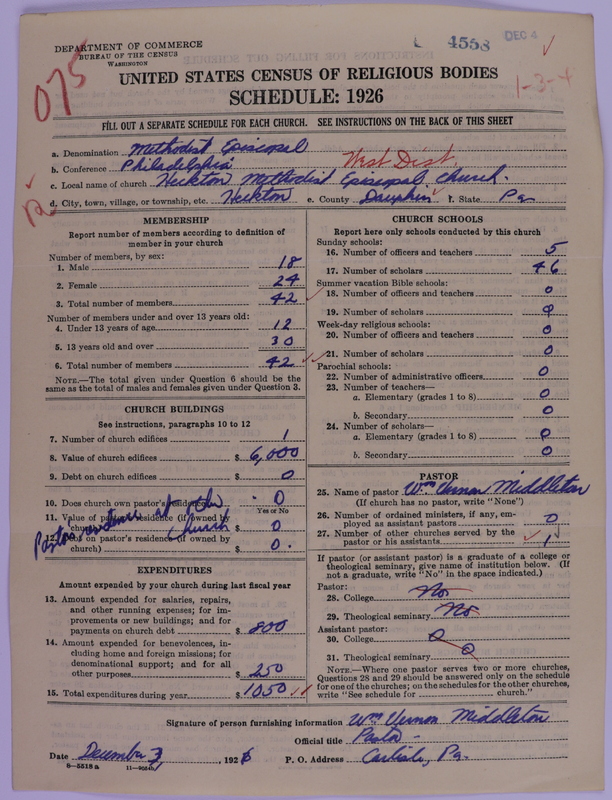 DEPARTMENT OF COMMERCE
BUREAU OF THE CENSUS
WASHINGTON
4558
DEC 4
075
1-3-4
UNITED STATES CENSUS OF RELIGIOUS BODIES
SCHEDULE: 1926
FILL OUT A SEPARATE SCHEDULE FOR EACH CHURCH. SEE INSTRUCTIONS ON THE BACK OF THIS SHEET
a. Denomination Methodist Episcopal
b. Conference Philadelphia West Dist.
c. Local name of church Heckton Methodist Episcopal Church.
d. City, town, village, or township, etc. Heckton e. County Dauphin f. State Pa
MEMBERSHIP
Report number of members according to definition of
member in your church
Number of members, by sex:
1. Male 18
2. Female 24
3. Total number of members 42
Number of members under and over 13 years old:
4. Under 13 years of age 12
5. 13 years old and over 30
6. Total number of members 42
NOTE.—The total given under Question 6 should be
same as the total of males and females given under Question 3.
CHURCH BUILDINGS
See instructions, paragraphs 10 to 12
7. Number of church edifices 1
8. Value of church edifices $ 6,000
9. Debt on church edifices $ 0
10. Does church own pastor's residence 0
Yes or No
11. Value of pastor's residence (if owned by
church) $ 0
12. Debt on pastor's residence (if owned by
church) $ 0.
Pastors residence at other
church
EXPENDITURES
Amount expended by your church during last fiscal year
13. Amount expended for salaries, repairs,
and other running expenses; for im-
provements or new buildings; and for
payments on church debt $ 800
14. Amount expended for benevolences, in-
cluding home and foreign missions; for
denominational support; and for all
other purposes $ 250
15. Total expenditures during year $ 1050
CHURCH SCHOOLS
Report here only schools conducted by this church
Sunday schools:
16. Number of officers and teachers 5
17. Number of scholars 46
Summer vacation Bible schools:
18. Number of officers and teachers 0
19. Number of scholars 0
Week-day religious schools:
20. Number of officers and teachers 0
21. Number of scholars 0
Parochial schools:
22. Number of administrative officers 0
23. Number of teachers—
a. Elementary (grades 1 to 8) 0
b. Secondary 0
24. Number of scholars—
a. Elementary (grades 1 to 8) 0
b. Secondary 0
PASTOR
25. Name of pastor Wm Vernon Middleton
(If church has no pastor, write "None")
26. Number of ordained ministers, if any, em-
ployed as assistant pastors 0
27. Number of other churches served by the
pastor or his assistants 1
If pastor (or assistant pastor) is a graduate of a college or
theological seminary, give name of institution below. (If
not a graduate, write "No" in the space indicated.)
Pastor:
28. College No
29. Theological seminary No
Assistant pastor:
30. College 0
31. Theological seminary 0
NOTE.—Where one pastor serves two or more churches,
Questions 28 and 29 should be answered only on the schedule
for one of the churches; on the schedules for the other churches,
write "See schedule for church."
Signature of person furnishing information Wm Vernon Middleton
Official title Pastor
Date December 3, 1926 P. O. Address Carlisle, Pa.
8—5518a